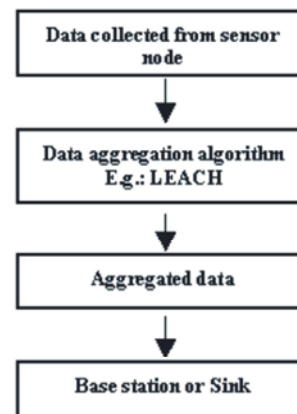 Data collected from sensor
node
Data aggregation algorithm
E.g.: LEACH
Aggregated data
Base station or Sink